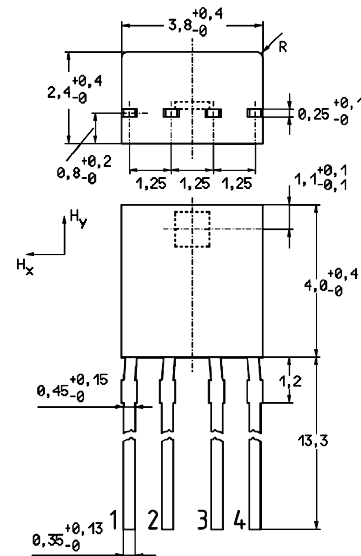 3,8 +0,4 -0
R
2,4 +0,4 -0
0,25 +0,1 -0
0,8 +0,2 -0
1,25 1,25 1,25
1,1 +0,1 -0,1
Hy
Hx
4,0 +0,4 -0
0,45 +0,15 -0
1,2
13,3
1 2 3 4
0,35 +0,13 -0